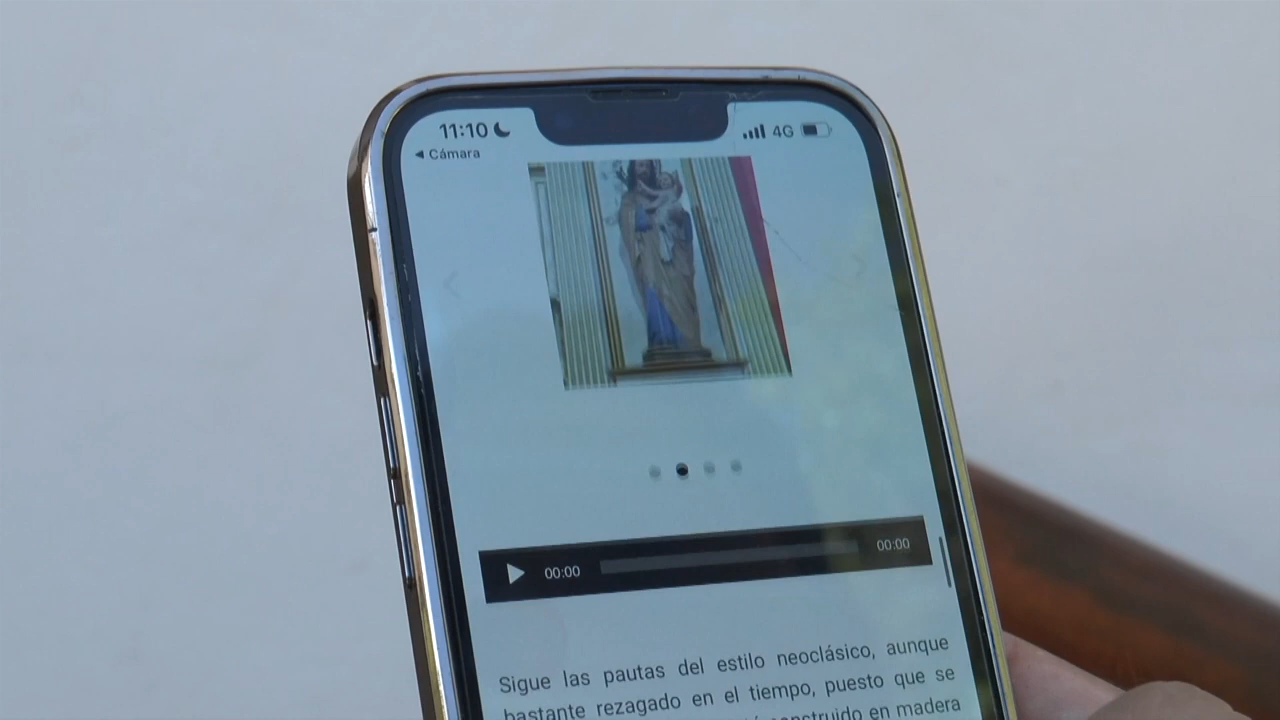 11:10 4G
◀ Cámara
00:00 00:00
Sigue las pautas del estilo neoclásico, aunque
bastante rezagado en el tiempo, puesto que se
construido en madera